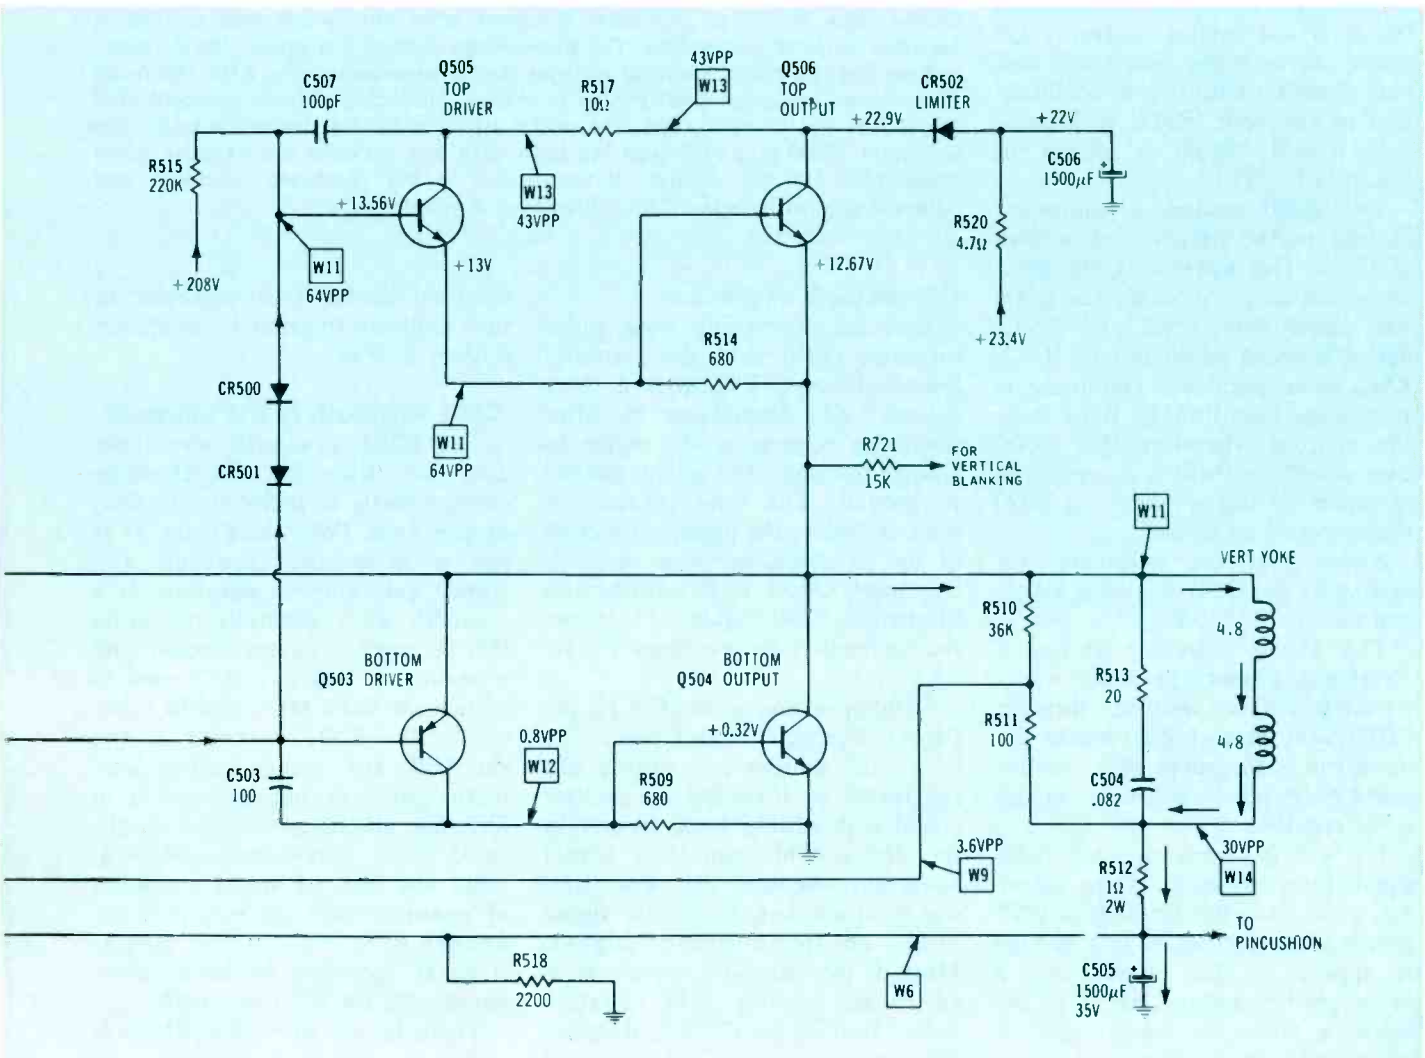 C507
100pF
Q505
TOP
DRIVER
R517
10Ω
43VPP
W13
Q506
TOP
OUTPUT
+22.9V
CR502
LIMITER
+22V
C506
1500μF
+
R515
220K
+13.56V
W13
43VPP
+208V
W11
64VPP
+13V
+12.67V
R520
4.7Ω
+23.4V
R514
680
CR500
W11
64VPP
CR501
R721
15K
FOR
VERTICAL
BLANKING
W11
VERT YOKE
R510
36K
4.8
BOTTOM
Q503 DRIVER
BOTTOM
Q504 OUTPUT
R513
20
R511
100
+0.32V
4.8
0.8VPP
W12
C503
100
R509
680
C504
.082
3.6VPP
W9
R512
1Ω
2W
30VPP
W14
TO
PINCUSHION
R518
2200
W6
C505
1500μF
35V
+